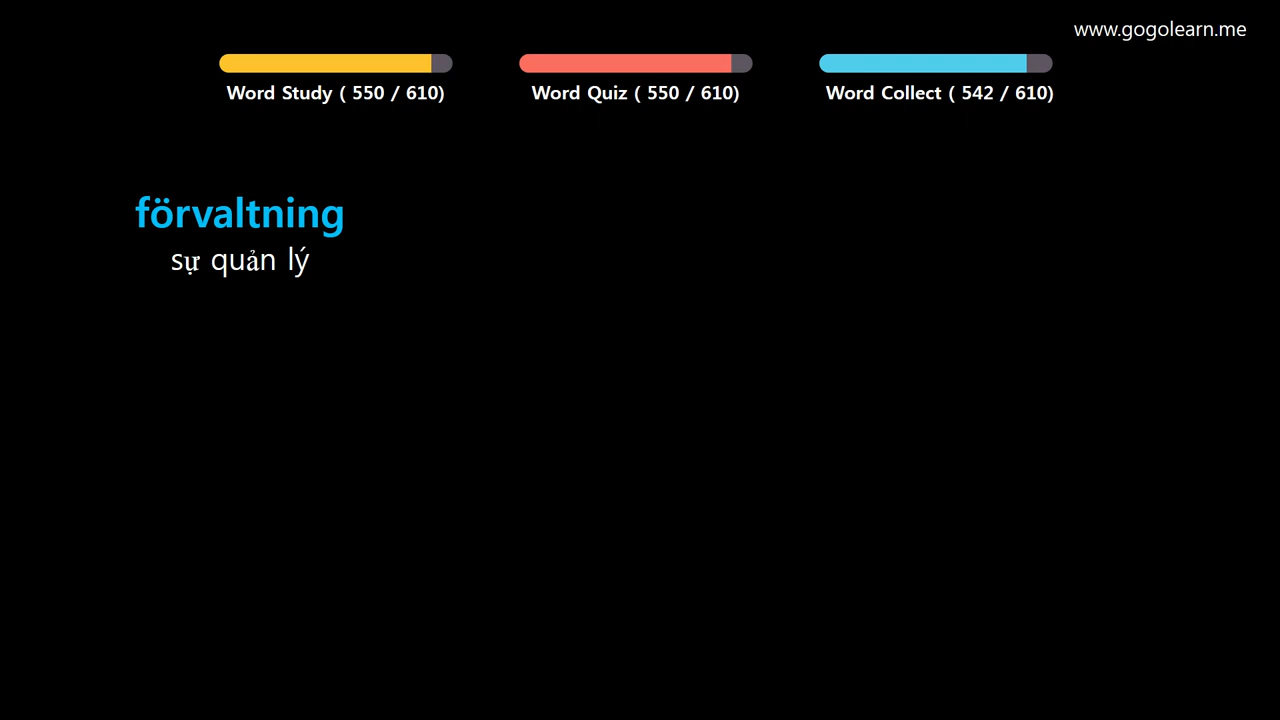 www.gogolearn.me
Word Study ( 550 / 610)
Word Quiz ( 550 / 610)
Word Collect ( 542 / 610)
förvaltning
sự quản lý